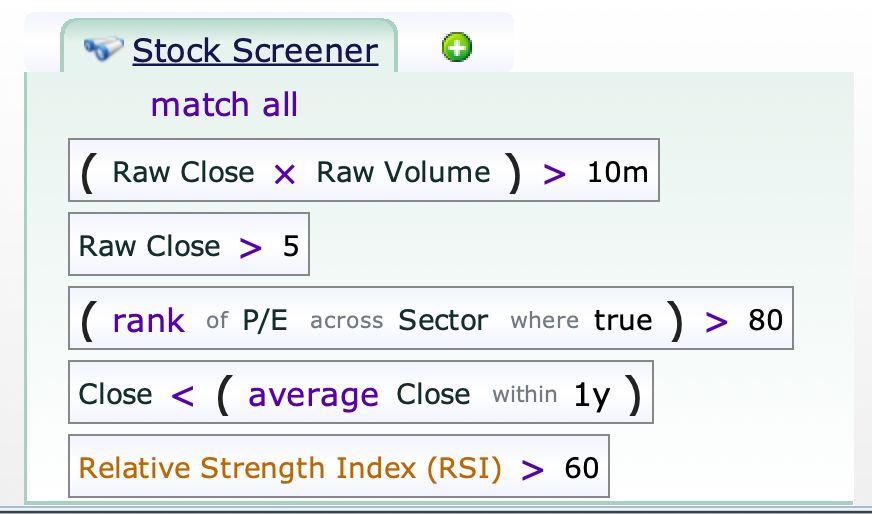 Stock Screener
match all
( Raw Close × Raw Volume ) > 10m
Raw Close > 5
( rank of P/E across Sector where true ) > 80
Close < ( average Close within 1y )
Relative Strength Index (RSI) > 60